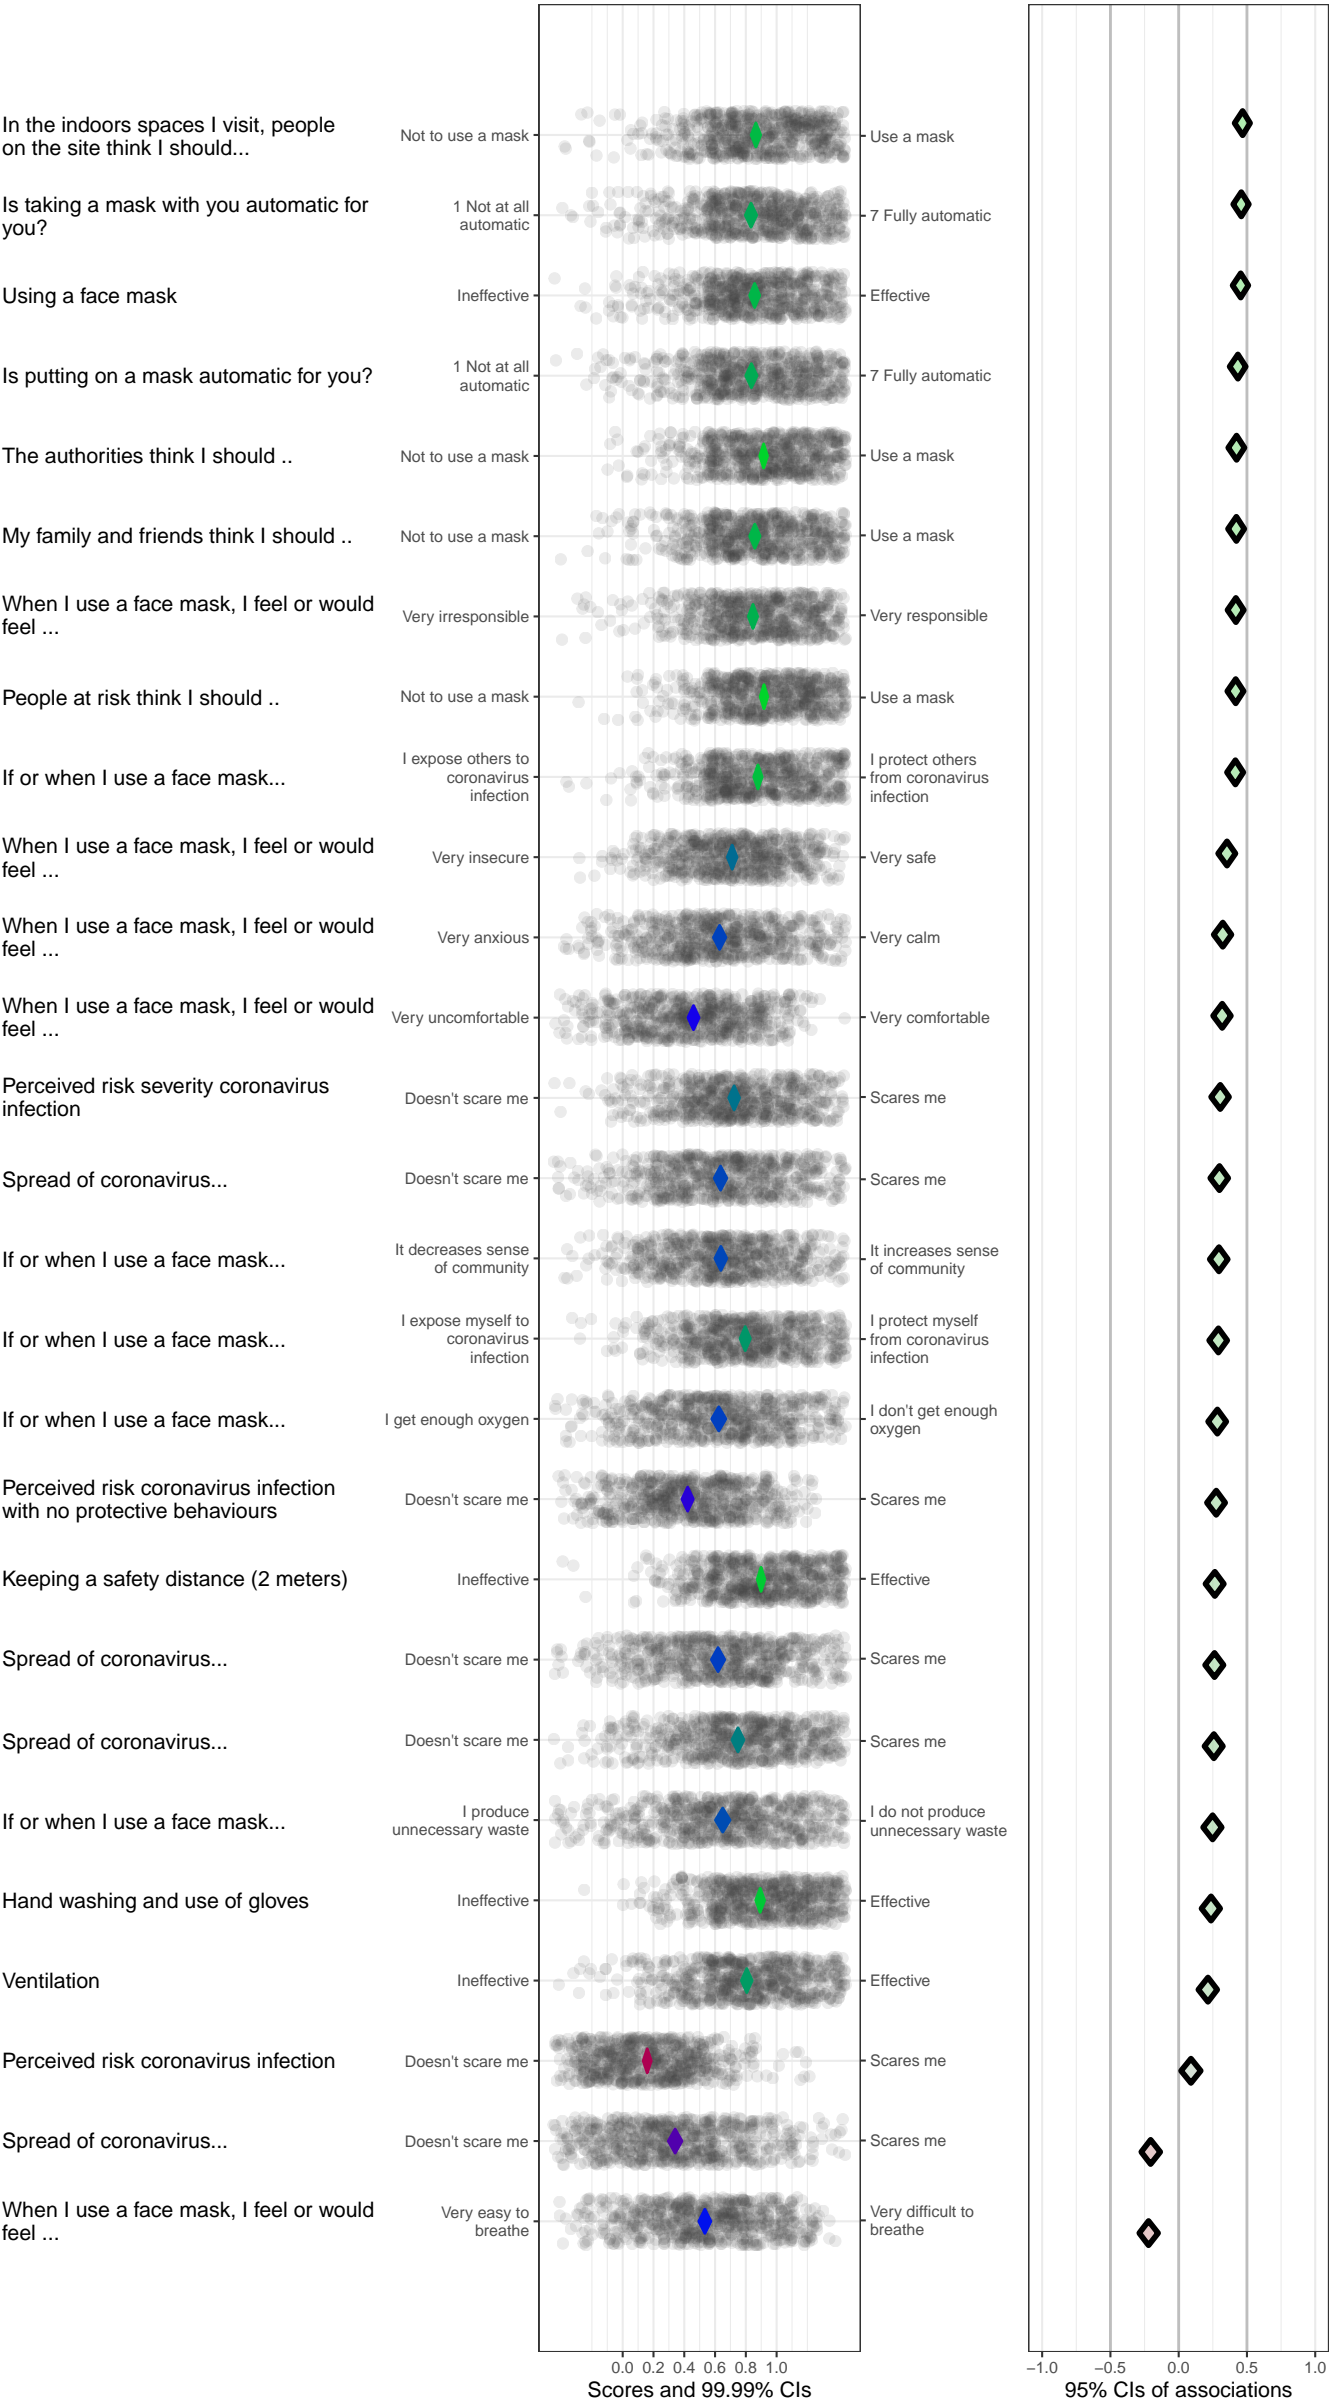 In the indoors spaces I visit, people
on the site think I should...
Not to use a mask
Use a mask
Is taking a mask with you automatic for
you?
1 Not at all
automatic
7 Fully automatic
Using a face mask
Ineffective
Effective
Is putting on a mask automatic for you?
1 Not at all
automatic
7 Fully automatic
The authorities think I should ..
Not to use a mask
Use a mask
My family and friends think I should ..
Not to use a mask
Use a mask
When I use a face mask, I feel or would
feel ...
Very irresponsible
Very responsible
People at risk think I should ..
Not to use a mask
Use a mask
If or when I use a face mask...
I expose others to
coronavirus
infection
I protect others
from coronavirus
infection
When I use a face mask, I feel or would
feel ...
Very insecure
Very safe
When I use a face mask, I feel or would
feel ...
Very anxious
Very calm
When I use a face mask, I feel or would
feel ...
Very uncomfortable
Very comfortable
Perceived risk severity coronavirus
infection
Doesn't scare me
Scares me
Spread of coronavirus...
Doesn't scare me
Scares me
If or when I use a face mask...
It decreases sense
of community
It increases sense
of community
If or when I use a face mask...
I expose myself to
coronavirus
infection
I protect myself
from coronavirus
infection
If or when I use a face mask...
I get enough oxygen
I don't get enough
oxygen
Perceived risk coronavirus infection
with no protective behaviours
Doesn't scare me
Scares me
Keeping a safety distance (2 meters)
Ineffective
Effective
Spread of coronavirus...
Doesn't scare me
Scares me
Spread of coronavirus...
Doesn't scare me
Scares me
If or when I use a face mask...
I produce
unnecessary waste
I do not produce
unnecessary waste
Hand washing and use of gloves
Ineffective
Effective
Ventilation
Ineffective
Effective
Perceived risk coronavirus infection
Doesn't scare me
Scares me
Spread of coronavirus...
Doesn't scare me
Scares me
When I use a face mask, I feel or would
feel ...
Very easy to
breathe
Very difficult to
breathe
0.0 0.2 0.4 0.6 0.8 1.0
Scores and 99.99% CIs
−1.0 −0.5 0.0 0.5 1.0
95% CIs of associations